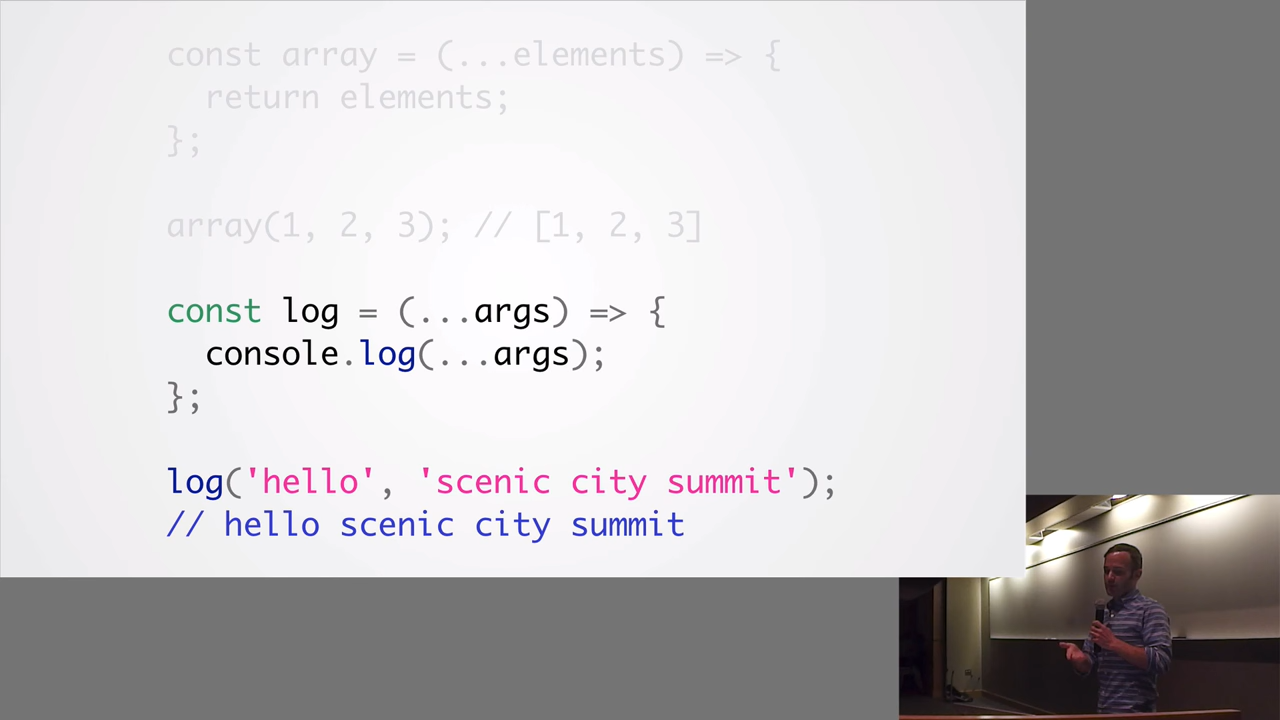 const array = (...elements) => {
  return elements;
};
array(1, 2, 3); // [1, 2, 3]
const log = (...args) => {
  console.log(...args);
};
log('hello', 'scenic city summit');
// hello scenic city summit